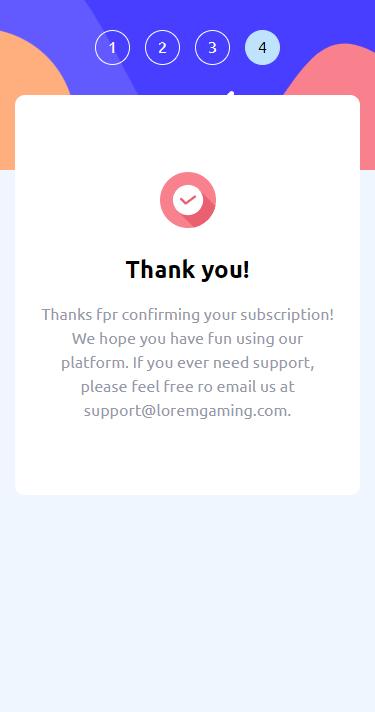 1 2 3 4
Thank you!
Thanks fpr confirming your subscription!
We hope you have fun using our
platform. If you ever need support,
please feel free ro email us at
support@loremgaming.com.